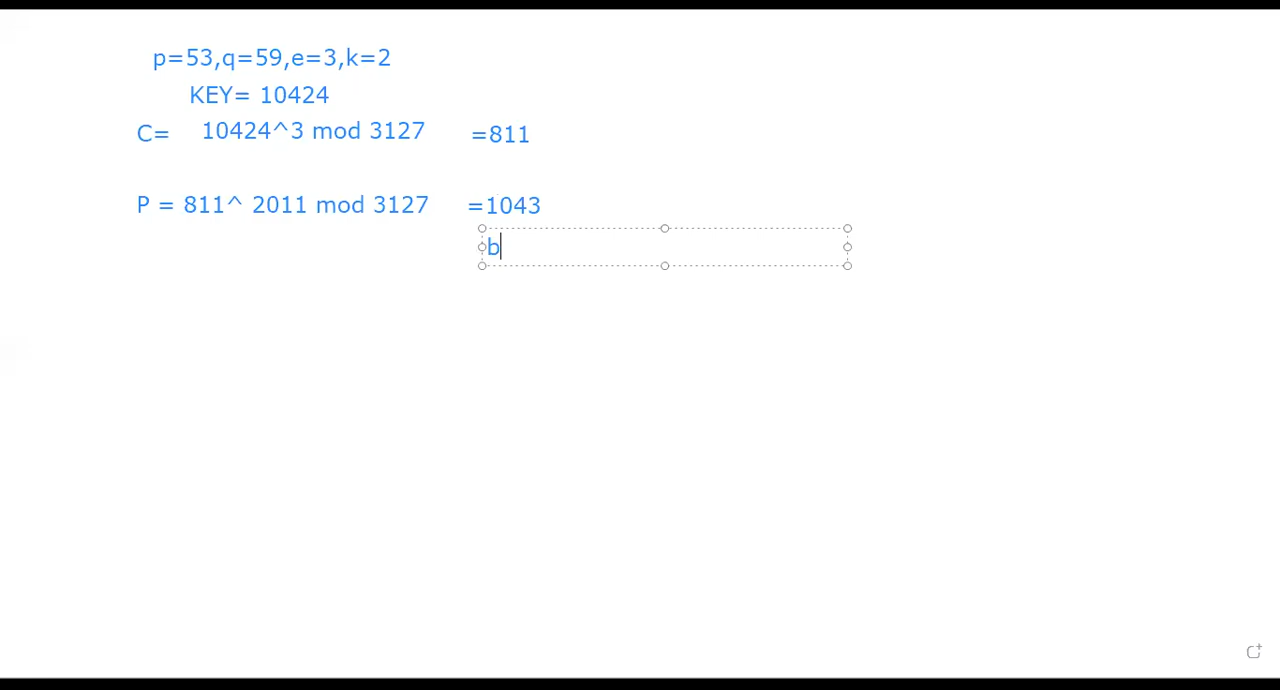 p=53,q=59,e=3,k=2
KEY= 10424
C= 10424^3 mod 3127 =811
P = 811^ 2011 mod 3127 =1043
b